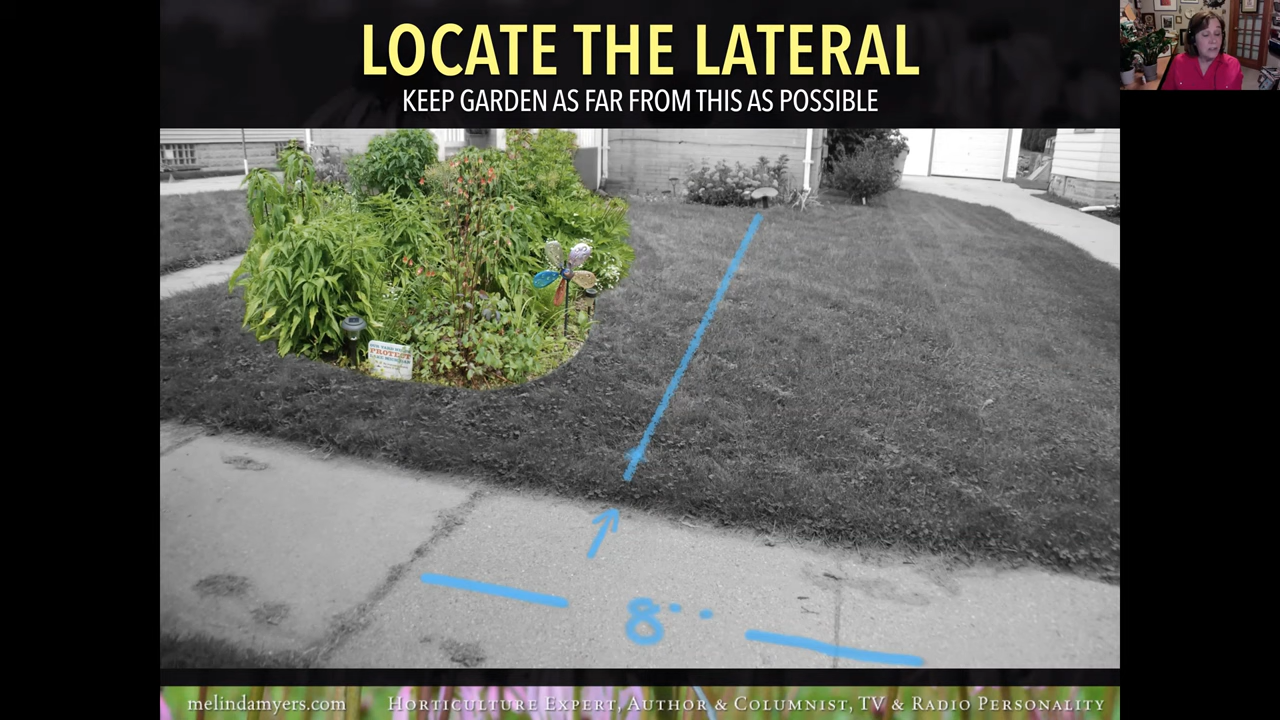 LOCATE THE LATERAL
KEEP GARDEN AS FAR FROM THIS AS POSSIBLE
PROTECT
8"
melindamyers.com HORTICULTURE EXPERT, AUTHOR & COLUMNIST, TV & RADIO PERSONALITY